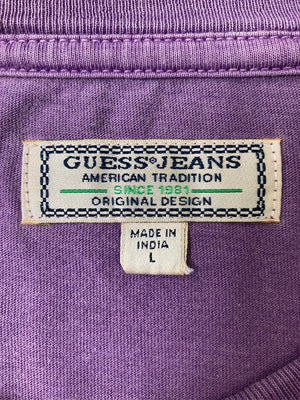 GUESS®JEANS
AMERICAN TRADITION
SINCE 1981
ORIGINAL DESIGN
MADE IN
INDIA
L